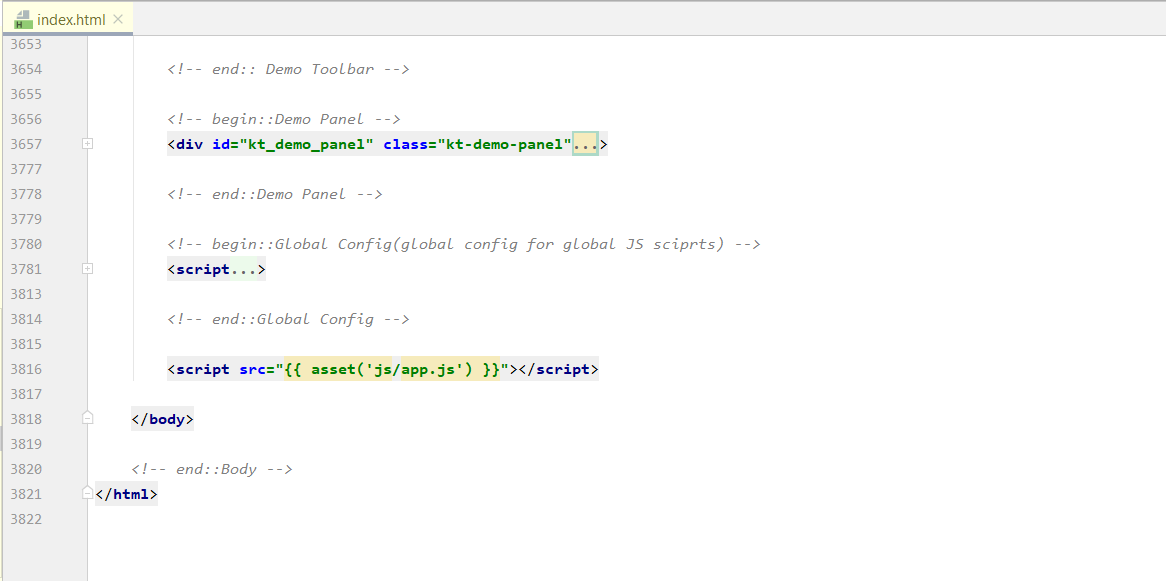 index.html
3653
3654 <!-- end:: Demo Toolbar -->
3655
3656 <!-- begin::Demo Panel -->
3657 <div id="kt_demo_panel" class="kt-demo-panel"...>
3777
3778 <!-- end::Demo Panel -->
3779
3780 <!-- begin::Global Config(global config for global JS sciprts) -->
3781 <script...>
3813
3814 <!-- end::Global Config -->
3815
3816 <script src="{{ asset('js/app.js') }}"></script>
3817
3818 </body>
3819
3820 <!-- end::Body -->
3821 </html>
3822